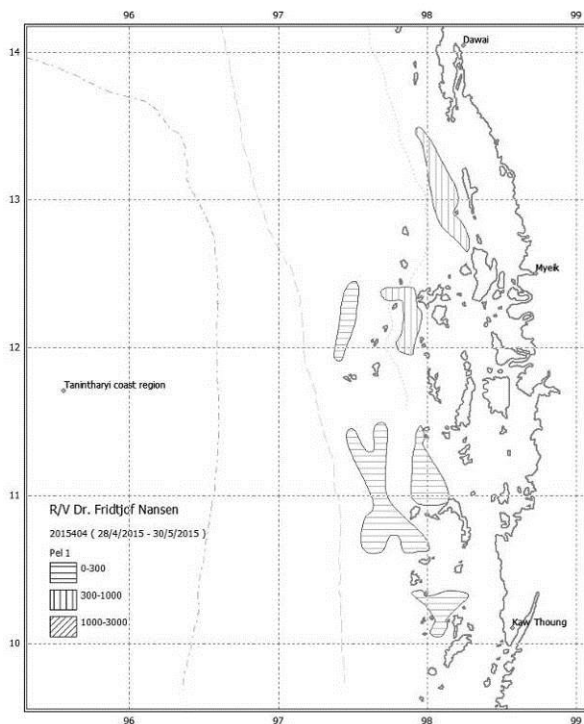 96 97 98 99
14
Dawai
13
Myeik
12
Tanintharyi coast region
11
R/V Dr. Fridtjof Nansen
2015404 ( 28/4/2015 - 30/5/2015 )
Pel 1
0-300
300-1000
1000-3000
Kaw Thoung
10
96 97 98 99